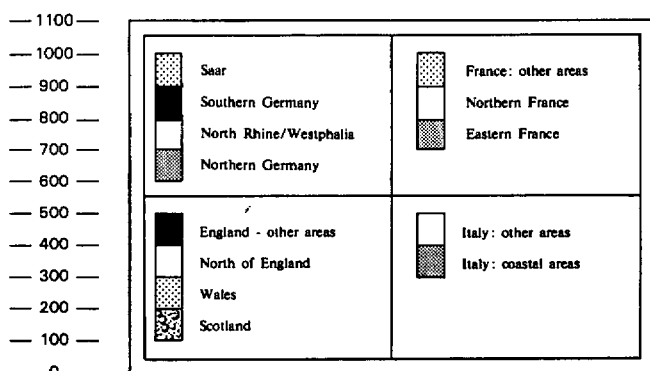 1100
1000
900
800
700
600
500
400
300
200
100
0
Saar
Southern Germany
North Rhine/Westphalia
Northern Germany
France: other areas
Northern France
Eastern France
England - other areas
North of England
Wales
Scotland
Italy: other areas
Italy: coastal areas